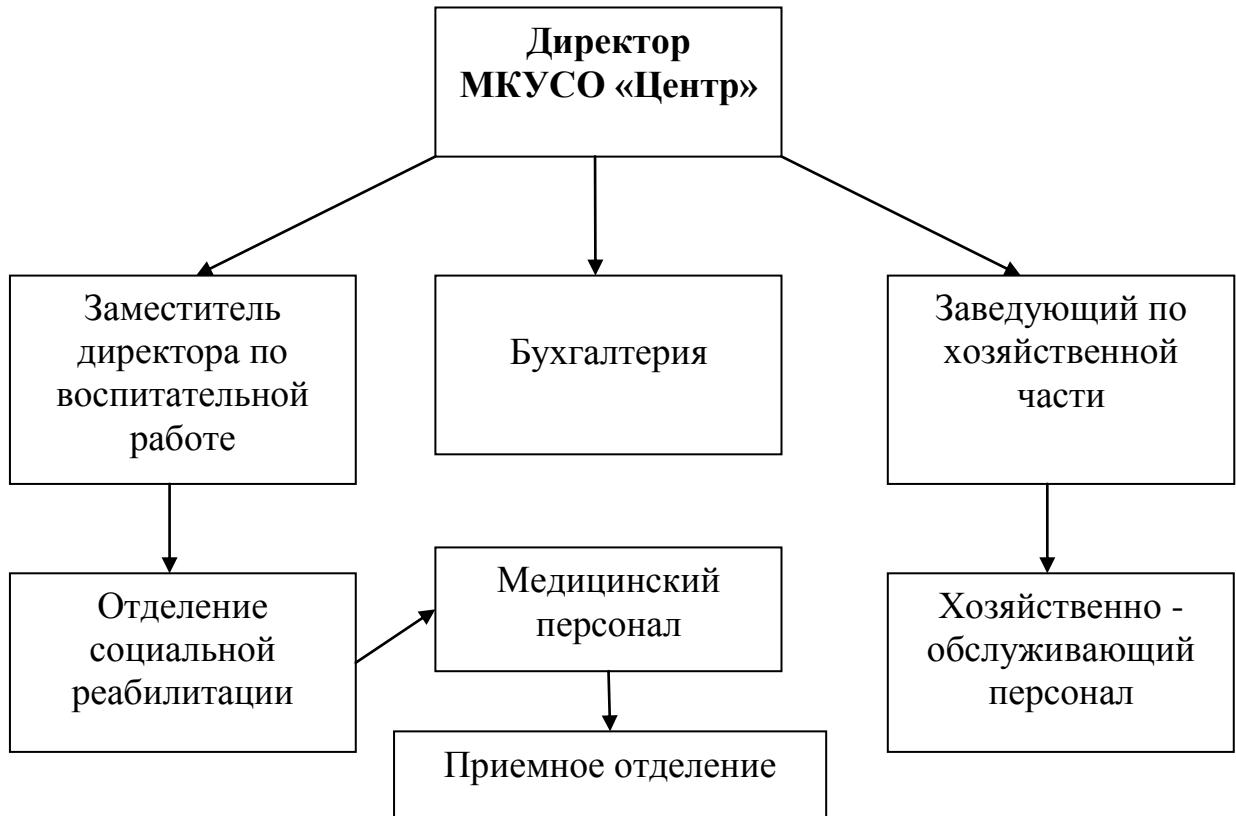 Директор
МКУСО «Центр»
Заместитель
директора по
воспитательной
работе
Бухгалтерия
Заведующий по
хозяйственной
части
Отделение
социальной
реабилитации
Медицинский
персонал
Хозяйственно -
обслуживающий
персонал
Приемное отделение